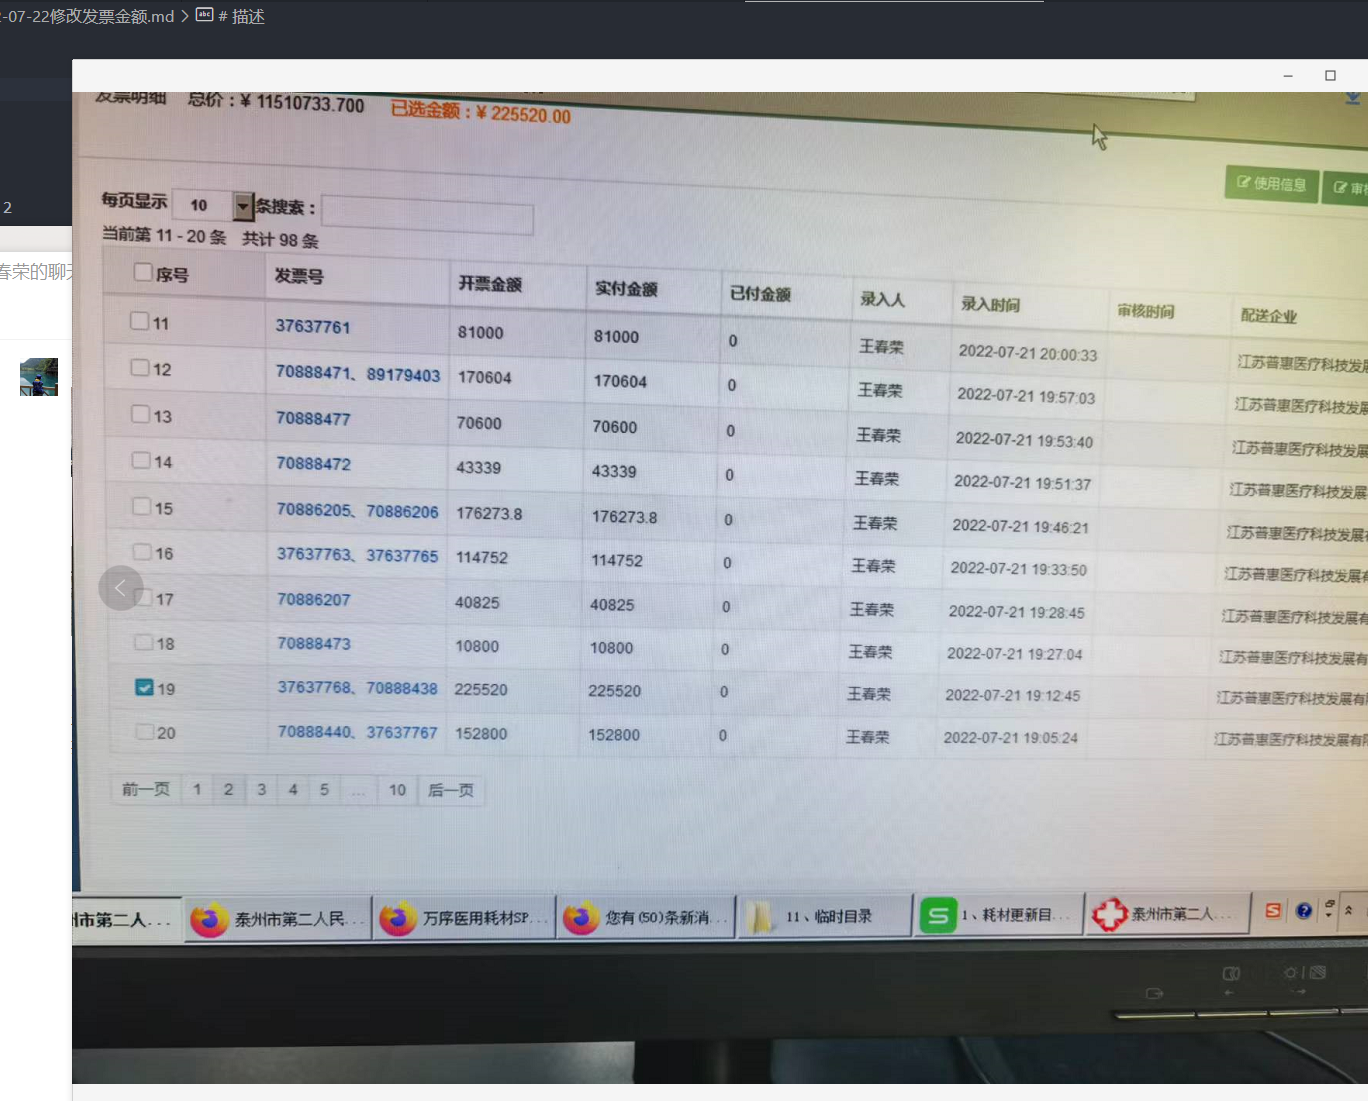 -07-22修改发票金额.md > # 描述
2
春荣的聊天
发票明细 总价：¥ 11510733.700 已选金额：¥ 225520.00
使用信息 审
每页显示 10 条搜索：
当前第 11 - 20 条 共计 98 条
序号 发票号 开票金额 实付金额 已付金额 录入人 录入时间 审核时间 配送企业
11 37637761 81000 81000 0 王春荣 2022-07-21 20:00:33 江苏普惠医疗科技发展
12 70888471、89179403 170604 170604 0 王春荣 2022-07-21 19:57:03 江苏普惠医疗科技发展
13 70888477 70600 70600 0 王春荣 2022-07-21 19:53:40 江苏普惠医疗科技发展
14 70888472 43339 43339 0 王春荣 2022-07-21 19:51:37 江苏普惠医疗科技发展
15 70886205、70886206 176273.8 176273.8 0 王春荣 2022-07-21 19:46:21 江苏普惠医疗科技发展
16 37637763、37637765 114752 114752 0 王春荣 2022-07-21 19:33:50 江苏普惠医疗科技发展
17 70886207 40825 40825 0 王春荣 2022-07-21 19:28:45 江苏普惠医疗科技发展有
18 70888473 10800 10800 0 王春荣 2022-07-21 19:27:04 江苏普惠医疗科技发展有
19 37637768、70888438 225520 225520 0 王春荣 2022-07-21 19:12:45 江苏普惠医疗科技发展有
20 70888440、37637767 152800 152800 0 王春荣 2022-07-21 19:05:24 江苏普惠医疗科技发展有
前一页 1 2 3 4 5 ... 10 后一页
市第二人... 泰州市第二人民... 万序医用耗材SP... 您有(50)条新消... 11、临时目录 1、耗材更新目... 泰州市第二人...